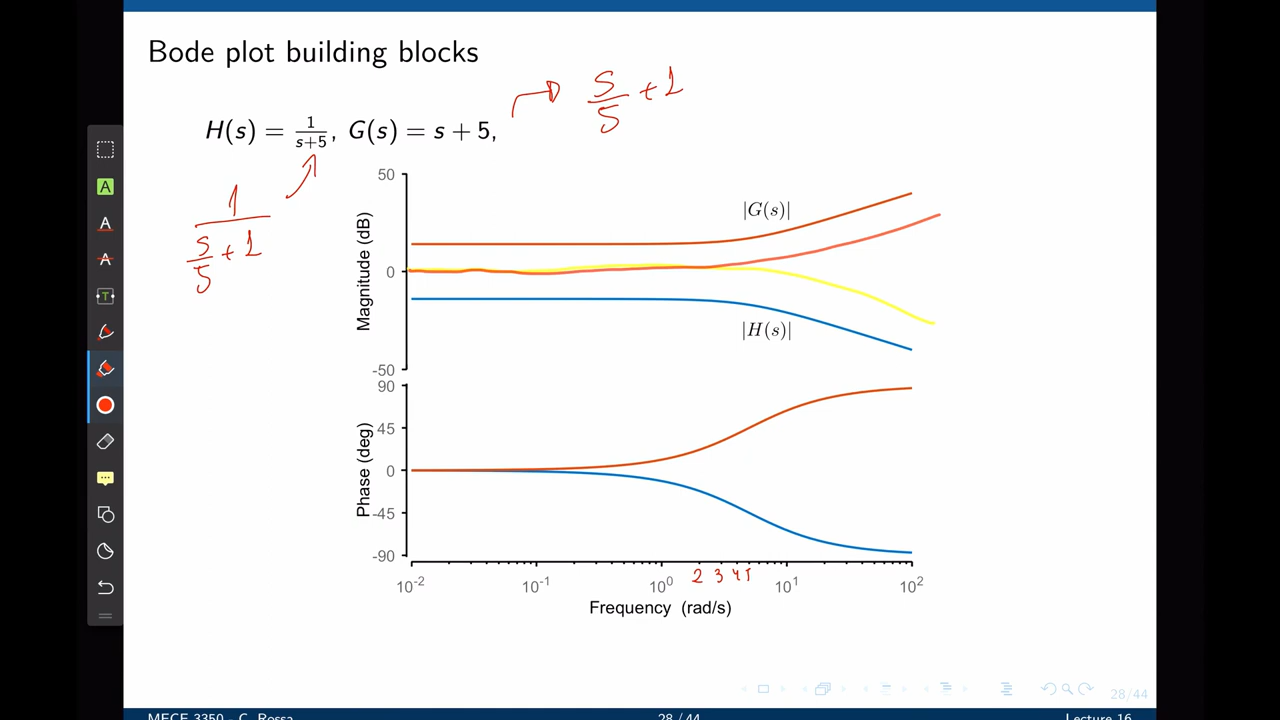 Bode plot building blocks
s/5 + 1
H(s) = 1/(s+5), G(s) = s + 5,
1/(s/5 + 1)
50
0
-50
Magnitude (dB)
|G(s)|
|H(s)|
90
45
0
-45
-90
Phase (deg)
2 3 4 5
10^-2 10^-1 10^0 10^1 10^2
Frequency (rad/s)
A
A
A
T
28/44
MECE 3350 - C. Rossa
28 / 44
Lecture 16